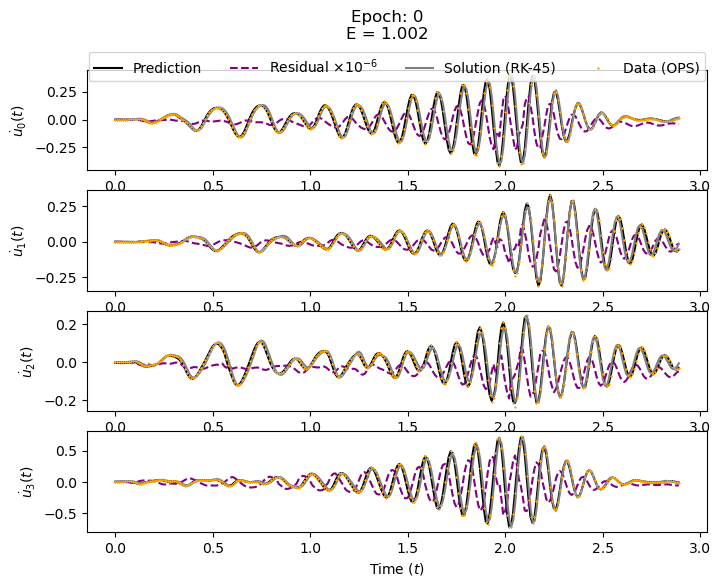 Epoch: 0
E = 1.002
Prediction Residual ×10⁻⁶ Solution (RK-45) Data (OPS)
0.25
0.00
−0.25
u̇₀(t)
0.0 0.5 1.0 1.5 2.0 2.5 3.0
0.25
0.00
−0.25
u̇₁(t)
0.0 0.5 1.0 1.5 2.0 2.5 3.0
0.2
0.0
−0.2
u̇₂(t)
0.0 0.5 1.0 1.5 2.0 2.5 3.0
0.5
0.0
−0.5
u̇₃(t)
0.0 0.5 1.0 1.5 2.0 2.5 3.0
Time (t)